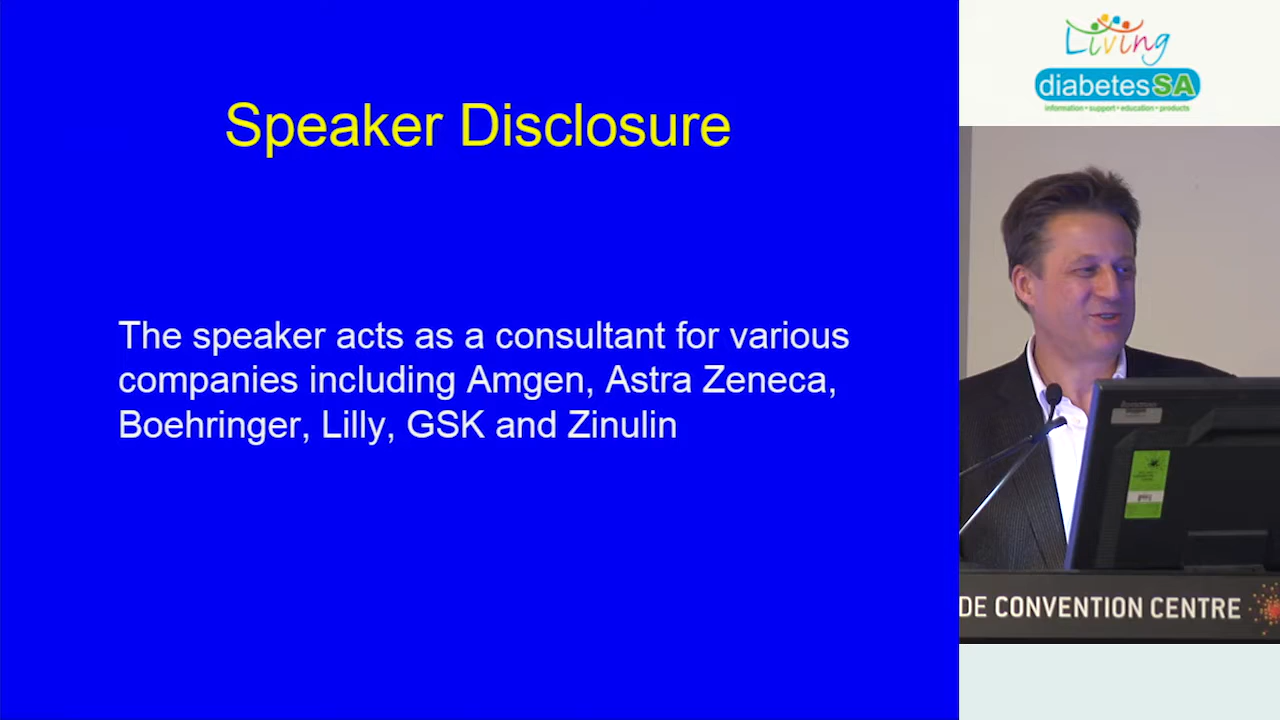 Speaker Disclosure
The speaker acts as a consultant for various
companies including Amgen, Astra Zeneca,
Boehringer, Lilly, GSK and Zinulin
Living
diabetesSA
information • support • education • products
DE CONVENTION CENTRE